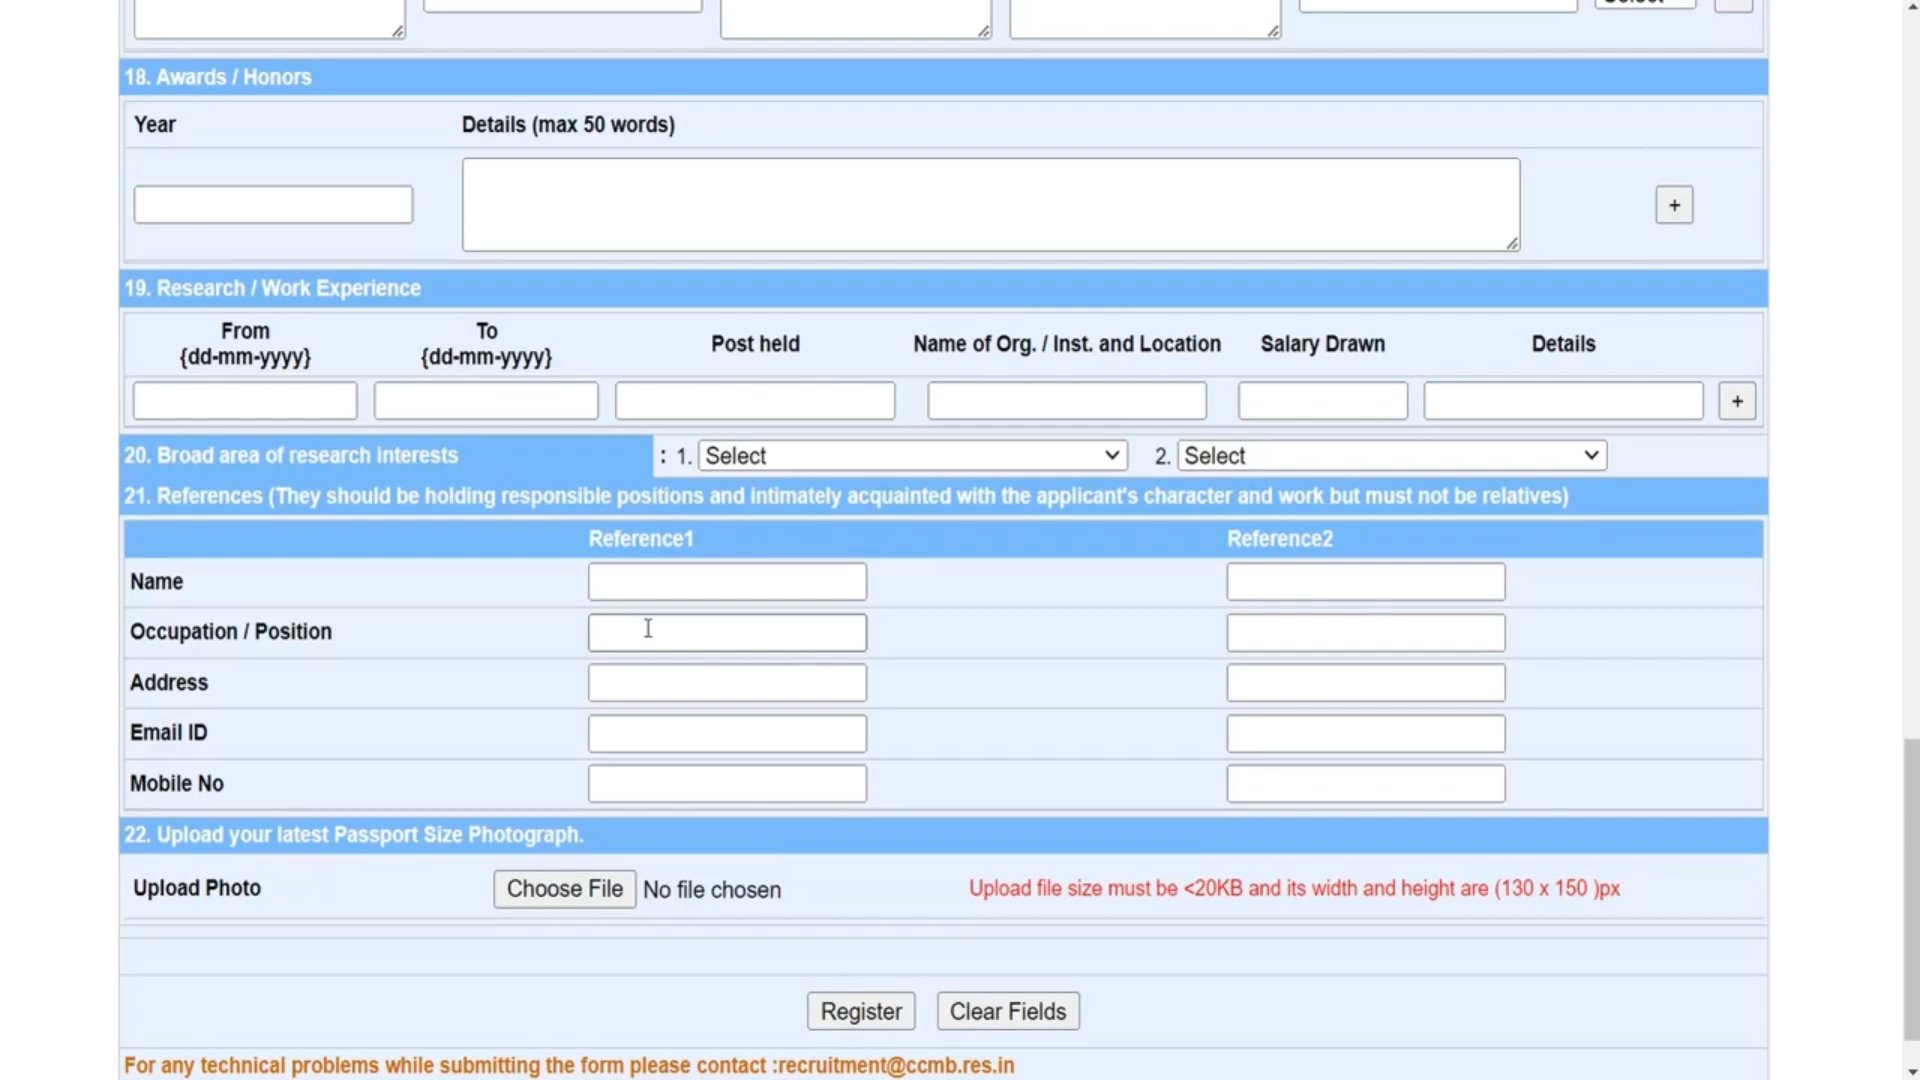 Select
18. Awards / Honors
Year Details (max 50 words)
+
19. Research / Work Experience
From To Post held Name of Org. / Inst. and Location Salary Drawn Details
{dd-mm-yyyy} {dd-mm-yyyy}
+
20. Broad area of research interests : 1. Select 2. Select
21. References (They should be holding responsible positions and intimately acquainted with the applicant's character and work but must not be relatives)
Reference1 Reference2
Name
Occupation / Position
Address
Email ID
Mobile No
22. Upload your latest Passport Size Photograph.
Upload Photo Choose File No file chosen Upload file size must be <20KB and its width and height are (130 x 150 )px
Register Clear Fields
For any technical problems while submitting the form please contact :recruitment@ccmb.res.in